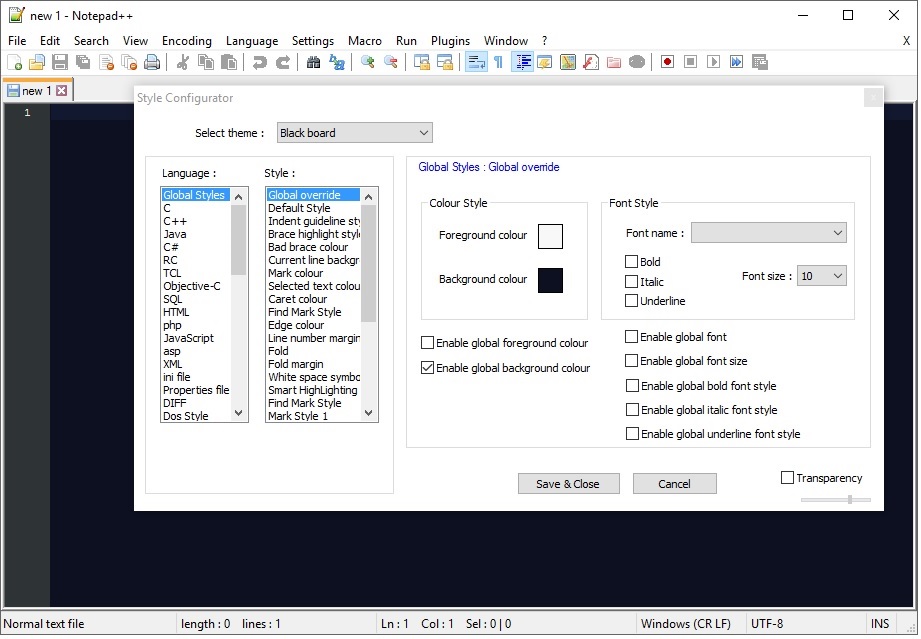 new 1 - Notepad++
File Edit Search View Encoding Language Settings Macro Run Plugins Window ? X
new 1
1
Style Configurator
Select theme : Black board
Language :
Global Styles
C
C++
Java
C#
RC
TCL
Objective-C
SQL
HTML
php
JavaScript
asp
XML
ini file
Properties file
DIFF
Dos Style
Style :
Global override
Default Style
Indent guideline sty
Brace highlight style
Bad brace colour
Current line backgr
Mark colour
Selected text colou
Caret colour
Find Mark Style
Edge colour
Line number margin
Fold
Fold margin
White space symbo
Smart HighLighting
Find Mark Style
Mark Style 1
Global Styles : Global override
Colour Style
Foreground colour
Background colour
Font Style
Font name :
Bold
Italic
Underline
Font size : 10
Enable global foreground colour
Enable global background colour
Enable global font
Enable global font size
Enable global bold font style
Enable global italic font style
Enable global underline font style
Save & Close
Cancel
Transparency
Normal text file length : 0 lines : 1 Ln : 1 Col : 1 Sel : 0 | 0 Windows (CR LF) UTF-8 INS